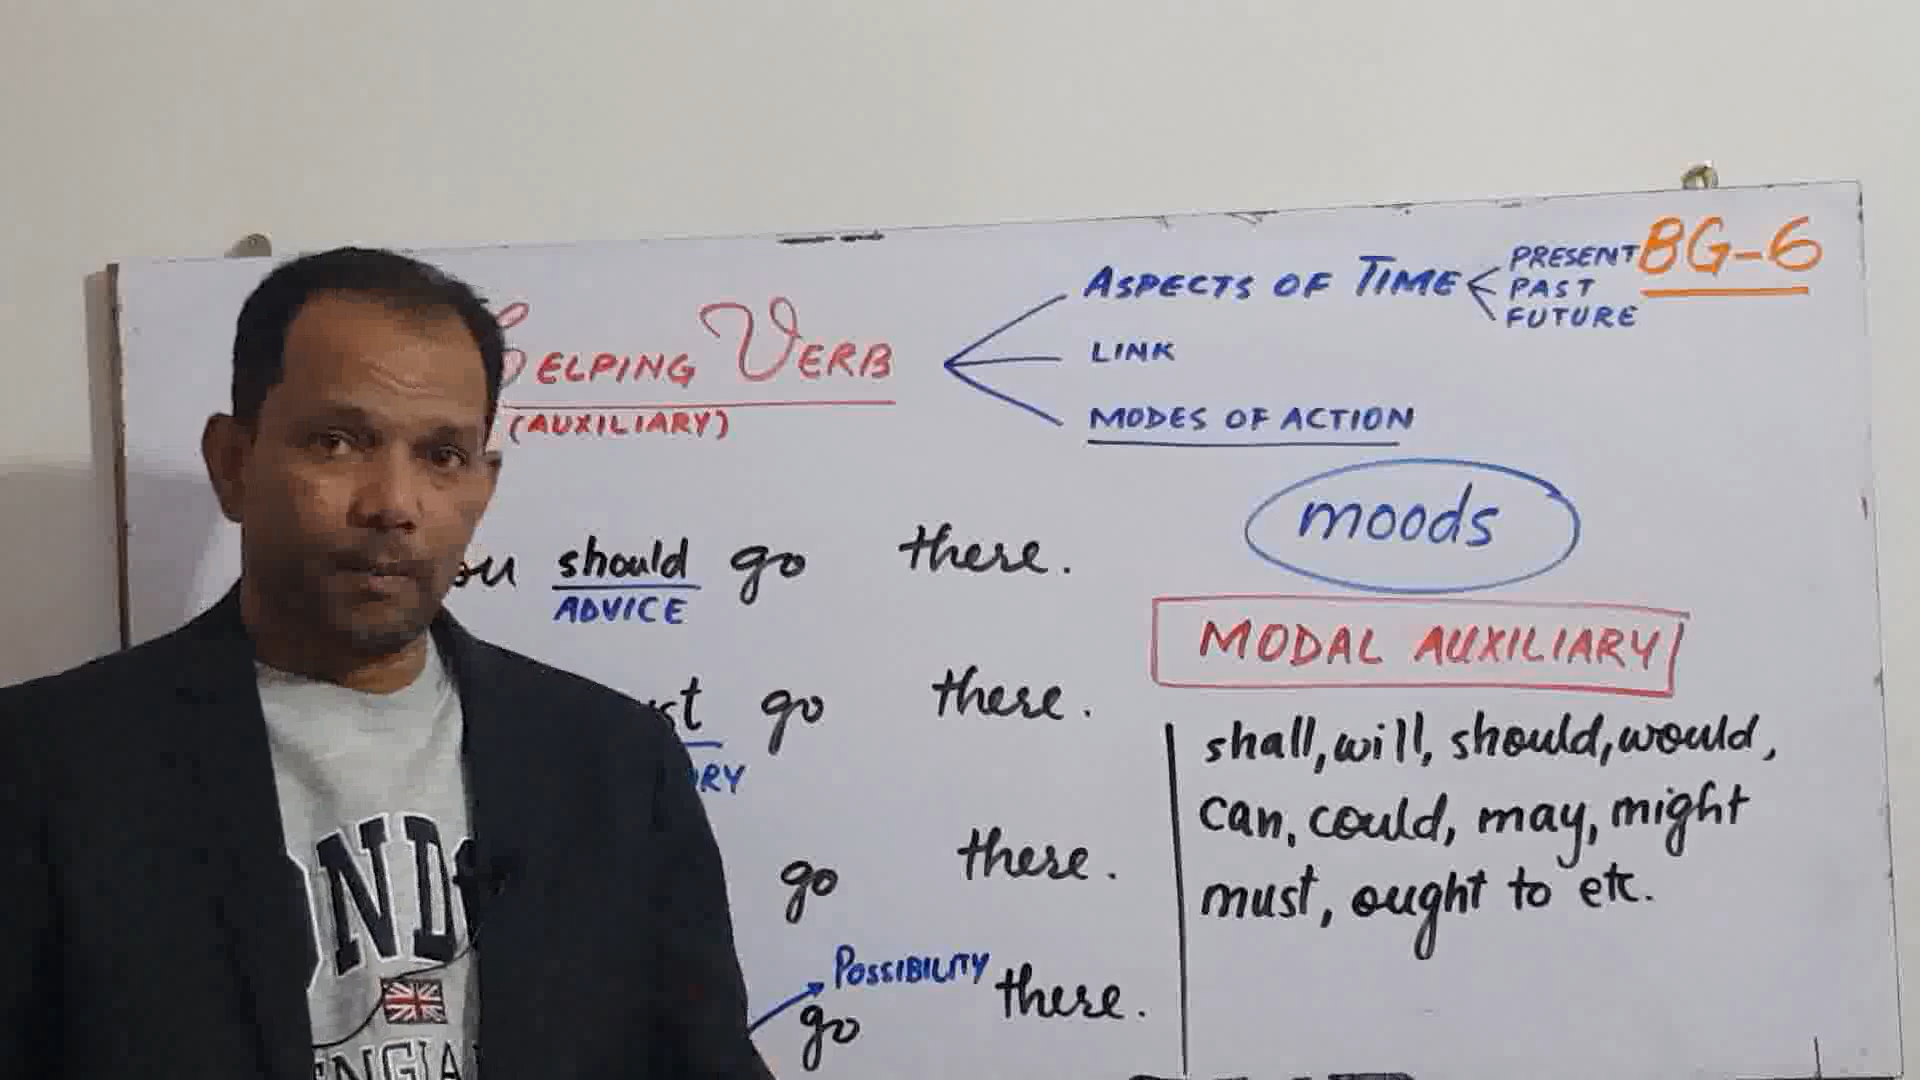 BG-6
ELPING VERB
(AUXILIARY)
ASPECTS OF TIME
PRESENT
PAST
FUTURE
LINK
MODES OF ACTION
moods
should go there.
ADVICE
go there.
go there.
POSSIBILITY
go there.
MODAL AUXILIARY
shall, will, should, would,
can, could, may, might
must, ought to etc.